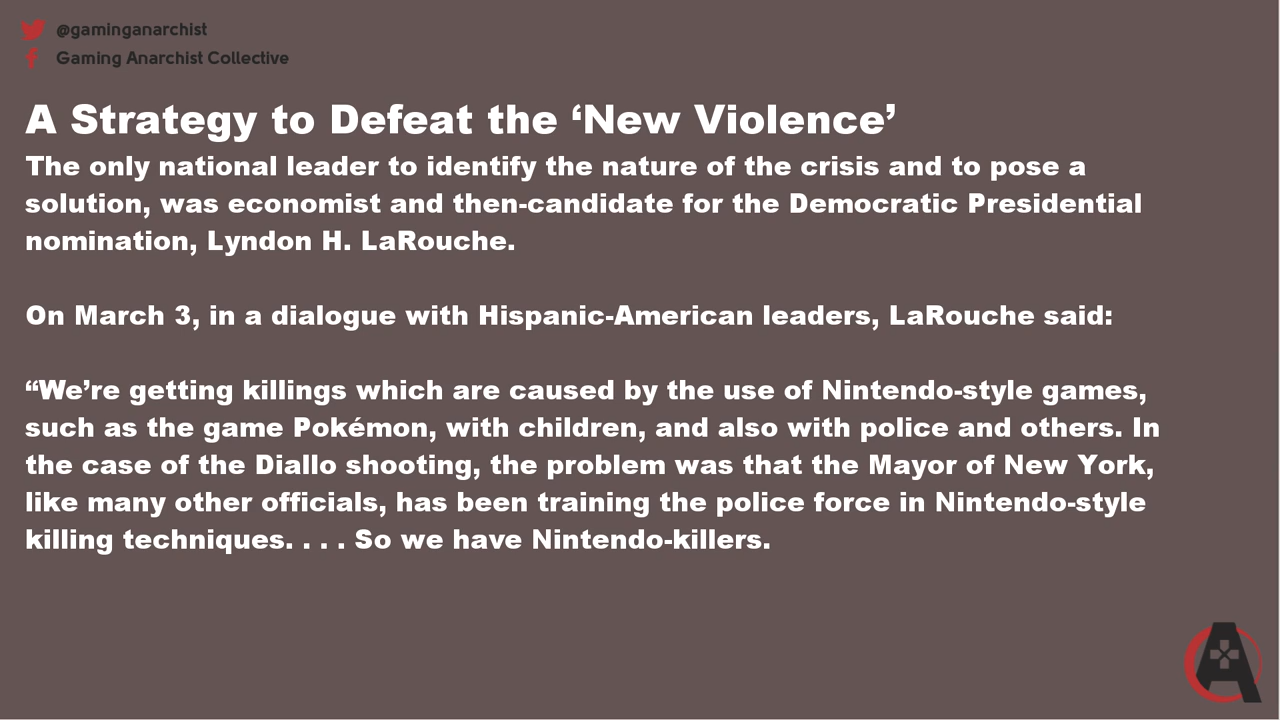 @gaminganarchist
Gaming Anarchist Collective
A Strategy to Defeat the ‘New Violence’
The only national leader to identify the nature of the crisis and to pose a
solution, was economist and then-candidate for the Democratic Presidential
nomination, Lyndon H. LaRouche.
On March 3, in a dialogue with Hispanic-American leaders, LaRouche said:
“We’re getting killings which are caused by the use of Nintendo-style games,
such as the game Pokémon, with children, and also with police and others. In
the case of the Diallo shooting, the problem was that the Mayor of New York,
like many other officials, has been training the police force in Nintendo-style
killing techniques. . . . So we have Nintendo-killers.